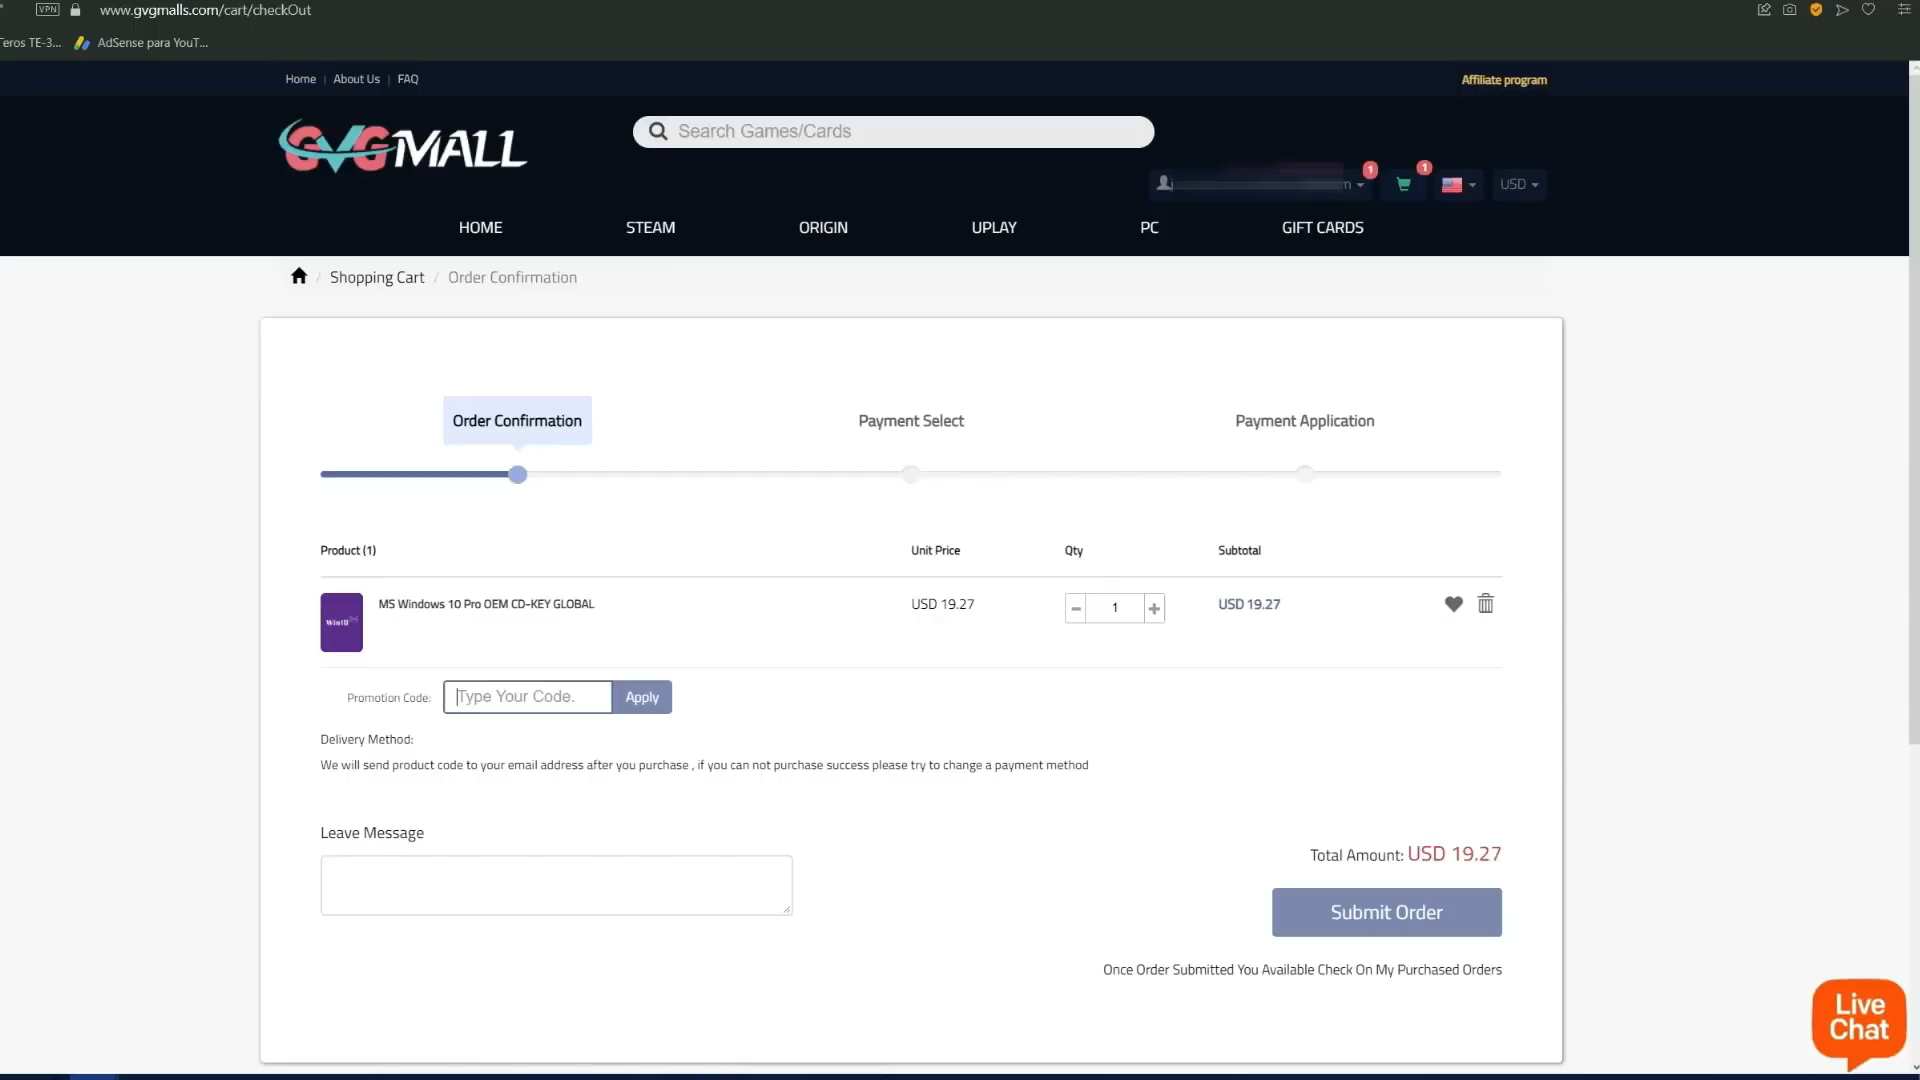 VPN
www.gvgmalls.com/cart/checkOut
Teros TE-3...
AdSense para YouT...
Home | About Us | FAQ
Affiliate program
GVGMALL
Search Games/Cards
1
m
1
USD
HOME
STEAM
ORIGIN
UPLAY
PC
GIFT CARDS
/ Shopping Cart / Order Confirmation
Order Confirmation
Payment Select
Payment Application
Product (1)
Unit Price
Qty
Subtotal
Win10
MS Windows 10 Pro OEM CD-KEY GLOBAL
USD 19.27
− 1 +
USD 19.27
Promotion Code:
Type Your Code.
Apply
Delivery Method:
We will send product code to your email address after you purchase , if you can not purchase success please try to change a payment method
Leave Message
Total Amount: USD 19.27
Submit Order
Once Order Submitted You Available Check On My Purchased Orders
Live
Chat